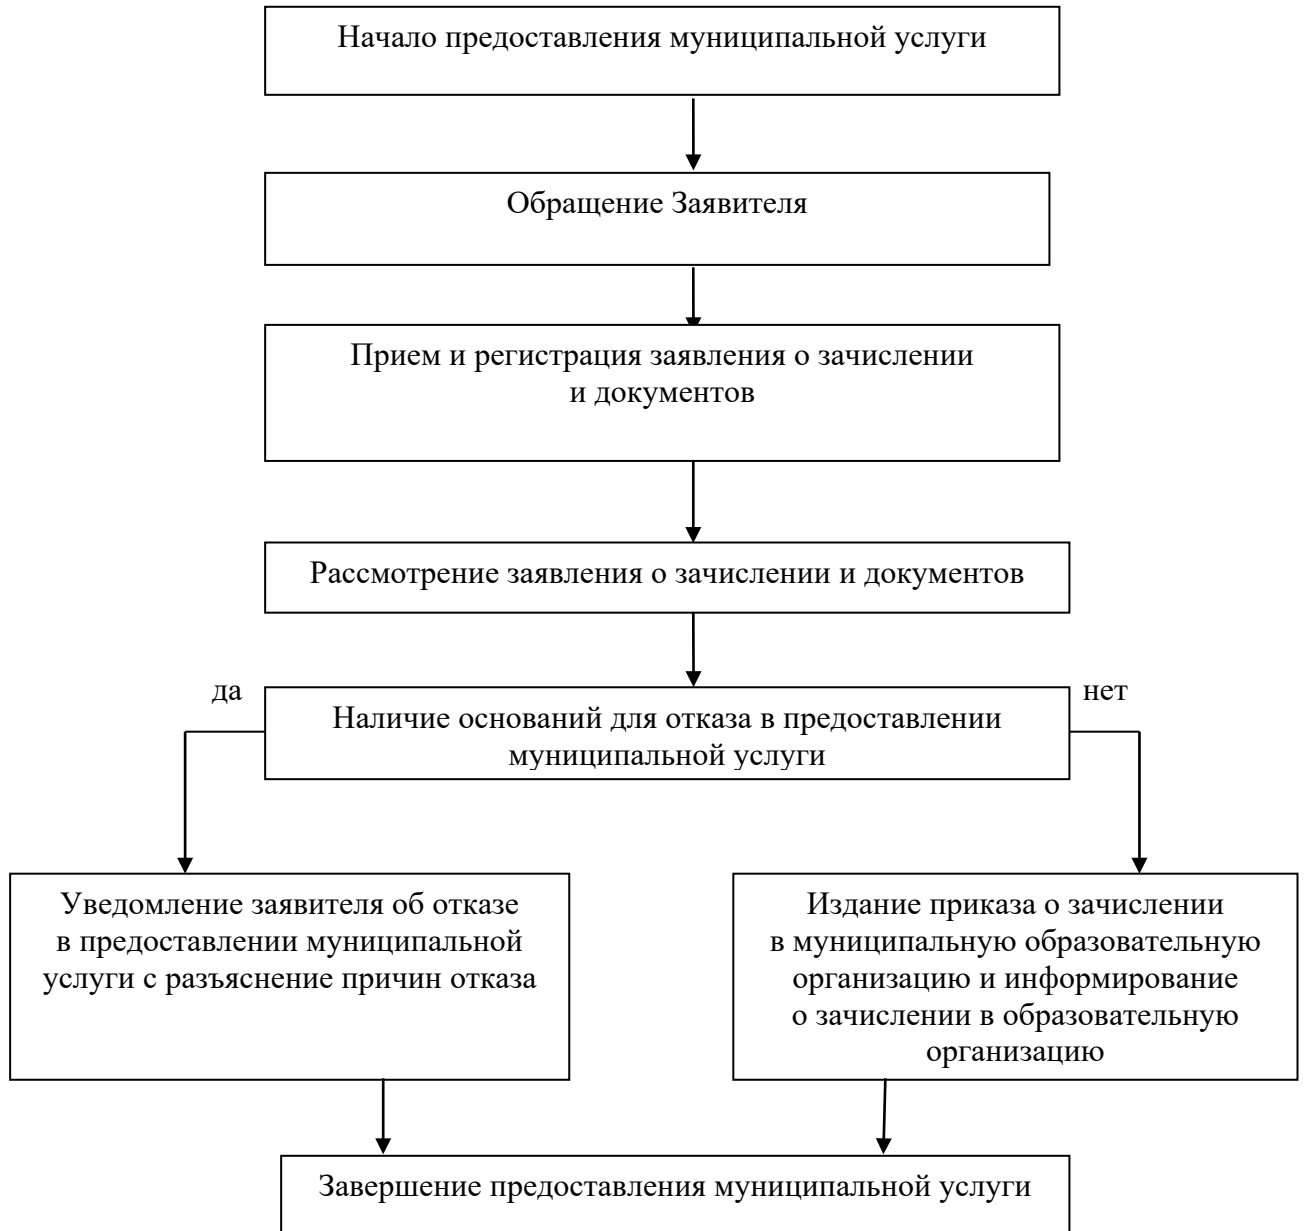 Начало предоставления муниципальной услуги
Обращение Заявителя
Прием и регистрация заявления о зачислении
и документов
Рассмотрение заявления о зачислении и документов
да
нет
Наличие оснований для отказа в предоставлении
муниципальной услуги
Уведомление заявителя об отказе
в предоставлении муниципальной
услуги с разъяснение причин отказа
Издание приказа о зачислении
в муниципальную образовательную
организацию и информирование
о зачислении в образовательную
организацию
Завершение предоставления муниципальной услуги